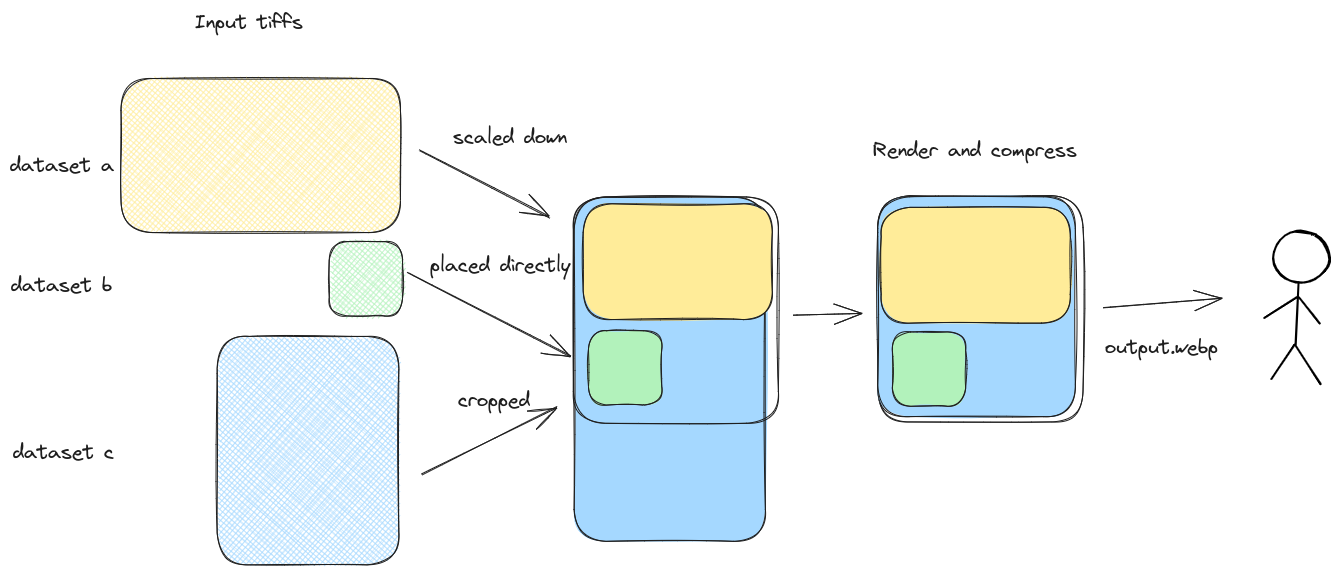 Input tiffs
scaled down
Render and compress
dataset a
placed directly
dataset b
output.webp
cropped
dataset c